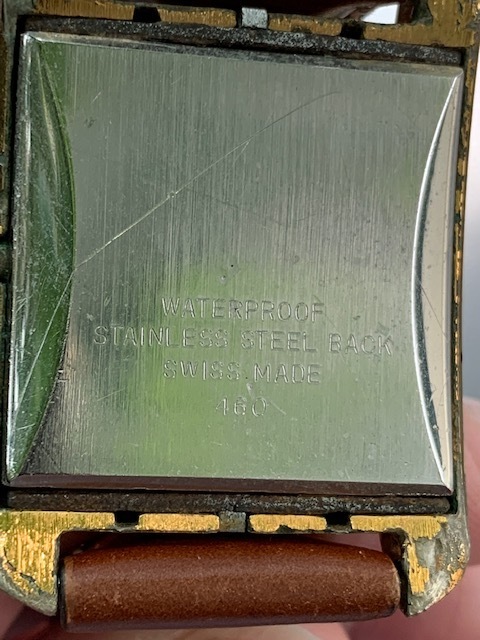 WATERPROOF
STAINLESS STEEL BACK
SWISS MADE
460